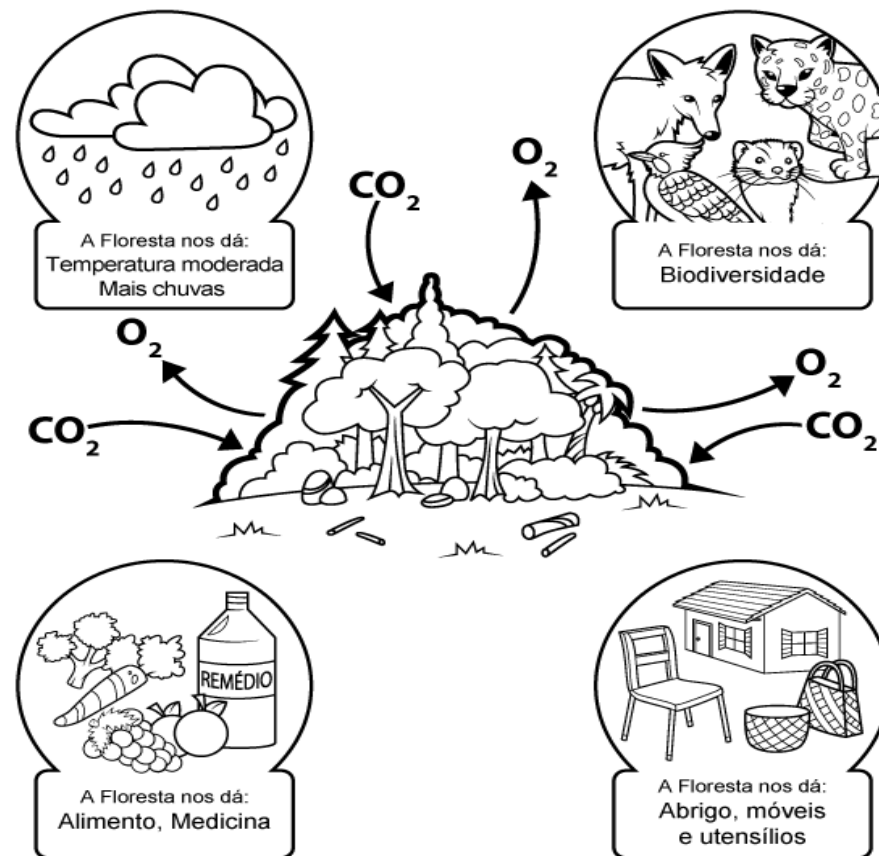 A Floresta nos dá:
Temperatura moderada
Mais chuvas
CO₂
O₂
A Floresta nos dá:
Biodiversidade
O₂
CO₂
O₂
CO₂
REMÉDIO
A Floresta nos dá:
Alimento, Medicina
A Floresta nos dá:
Abrigo, móveis
e utensílios